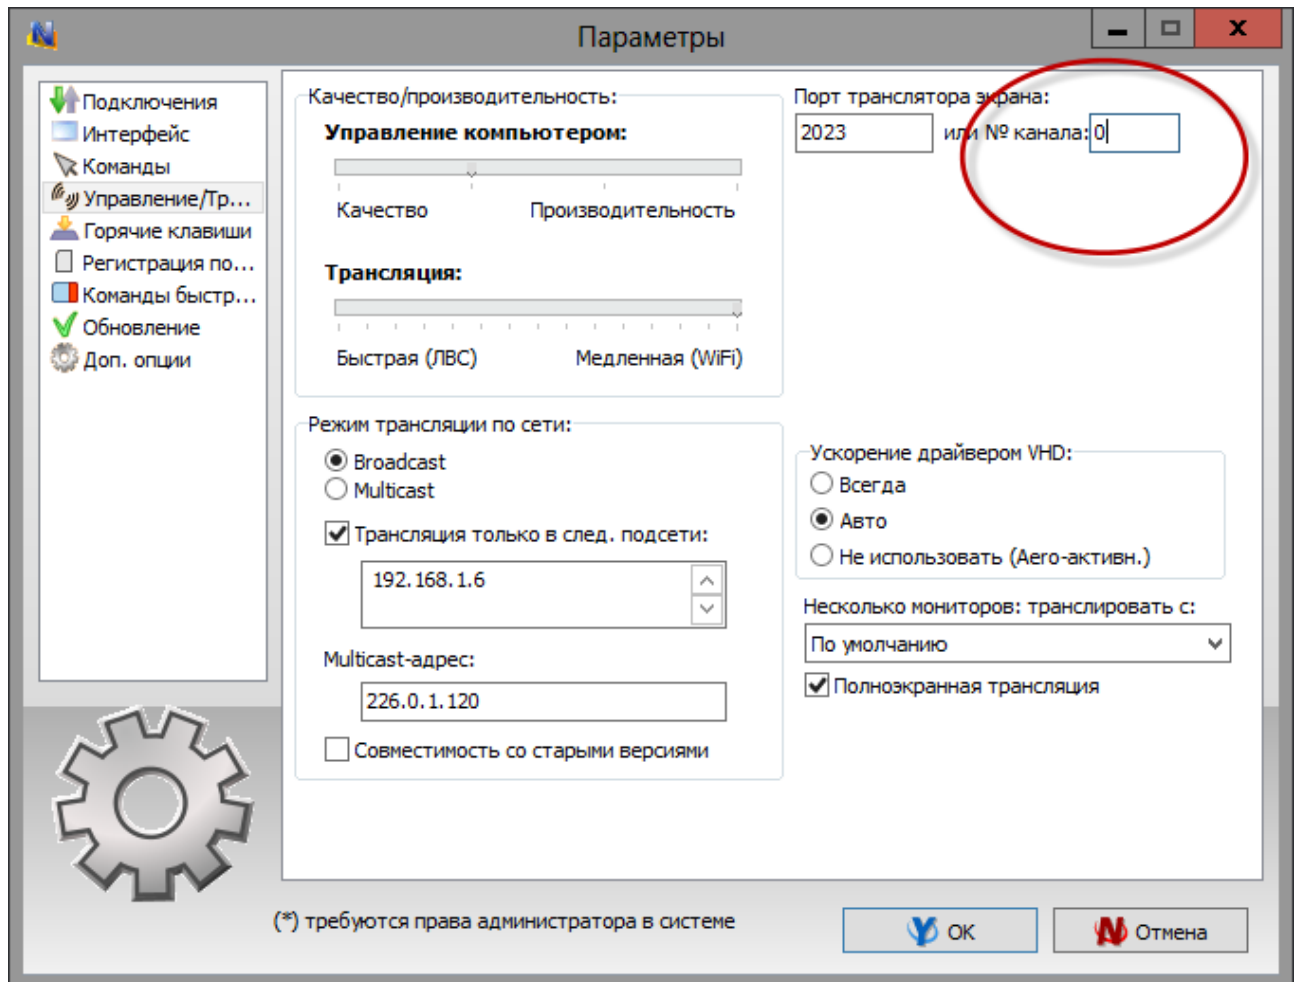 Параметры
Подключения
Интерфейс
Команды
Управление/Тр...
Горячие клавиши
Регистрация по...
Команды быстр...
Обновление
Доп. опции
Качество/производительность:
Управление компьютером:
Качество Производительность
Трансляция:
Быстрая (ЛВС) Медленная (WiFi)
Порт транслятора экрана:
2023 или № канала: 0
Режим трансляции по сети:
Broadcast
Multicast
Трансляция только в след. подсети:
192.168.1.6
Multicast-адрес:
226.0.1.120
Совместимость со старыми версиями
Ускорение драйвером VHD:
Всегда
Авто
Не использовать (Aero-активн.)
Несколько мониторов: транслировать с:
По умолчанию
Полноэкранная трансляция
(*) требуются права администратора в системе
OK Отмена